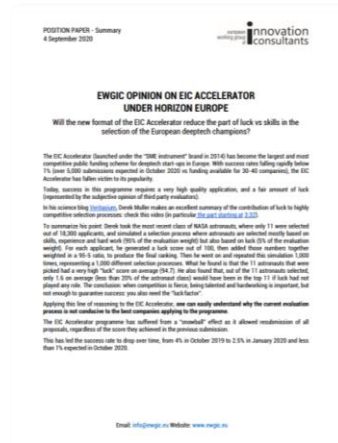 POSITION PAPER - Summary
4 September 2020
european
working group
innovation
consultants
EWGIC OPINION ON EIC ACCELERATOR
UNDER HORIZON EUROPE
Will the new format of the EIC Accelerator reduce the part of luck vs skills in the
selection of the European deeptech champions?
The EIC Accelerator (launched under the "SME instrument" brand in 2014) has become the largest and most
competitive public funding scheme for deeptech start-ups in Europe. With success rates falling rapidly below
1% (over 5,000 submissions expected in October 2020 vs funding available for 30-40 companies), the EIC
Accelerator has fallen victim to its popularity.
Today, success in this programme requires a very high quality application, and a fair amount of luck
(represented by the subjective opinion of third party evaluators).
In his science blog Veritasium, Derek Muller makes an excellent summary of the contribution of luck to highly
competitive selection processes: check this video (in particular the part starting at 3:32).
To summarize his point: Derek took the most recent class of NASA astronauts, where only 11 were selected
out of 18,300 applicants, and simulated a selection process where astronauts are selected mostly based on
skills, experience and hard work (95% of the evaluation weight) but also based on luck (5% of the evaluation
weight). For each applicant, he generated a luck score out of 100, then added those numbers together
weighted in a 95-5 ratio, to produce the final ranking. Then he went on and repeated this simulation 1,000
times, representing a 1,000 different selection processes. What he found is that the 11 astronauts that were
picked had a very high "luck" score on average (94.7). He also found that, out of the 11 astronauts selected,
only 1.6 on average (less than 20% of the astronaut class) would have been in the top 11 if luck had not
played any role. The conclusion: when competition is fierce, being talented and hardworking is important, but
not enough to guarantee success: you also need the "luck factor".
Applying this line of reasoning to the EIC Accelerator, one can easily understand why the current evaluation
process is not conducive to the best companies applying to the programme.
The EIC Accelerator programme has suffered from a "snowball" effect as it allowed resubmission of all
proposals, regardless of the score they achieved in the previous submission.
This has led the success rate to drop over time, from 4% in October 2019 to 2.5% in January 2020 and less
than 1% expected in October 2020.
Email: info@ewgic.eu Website: www.ewgic.eu